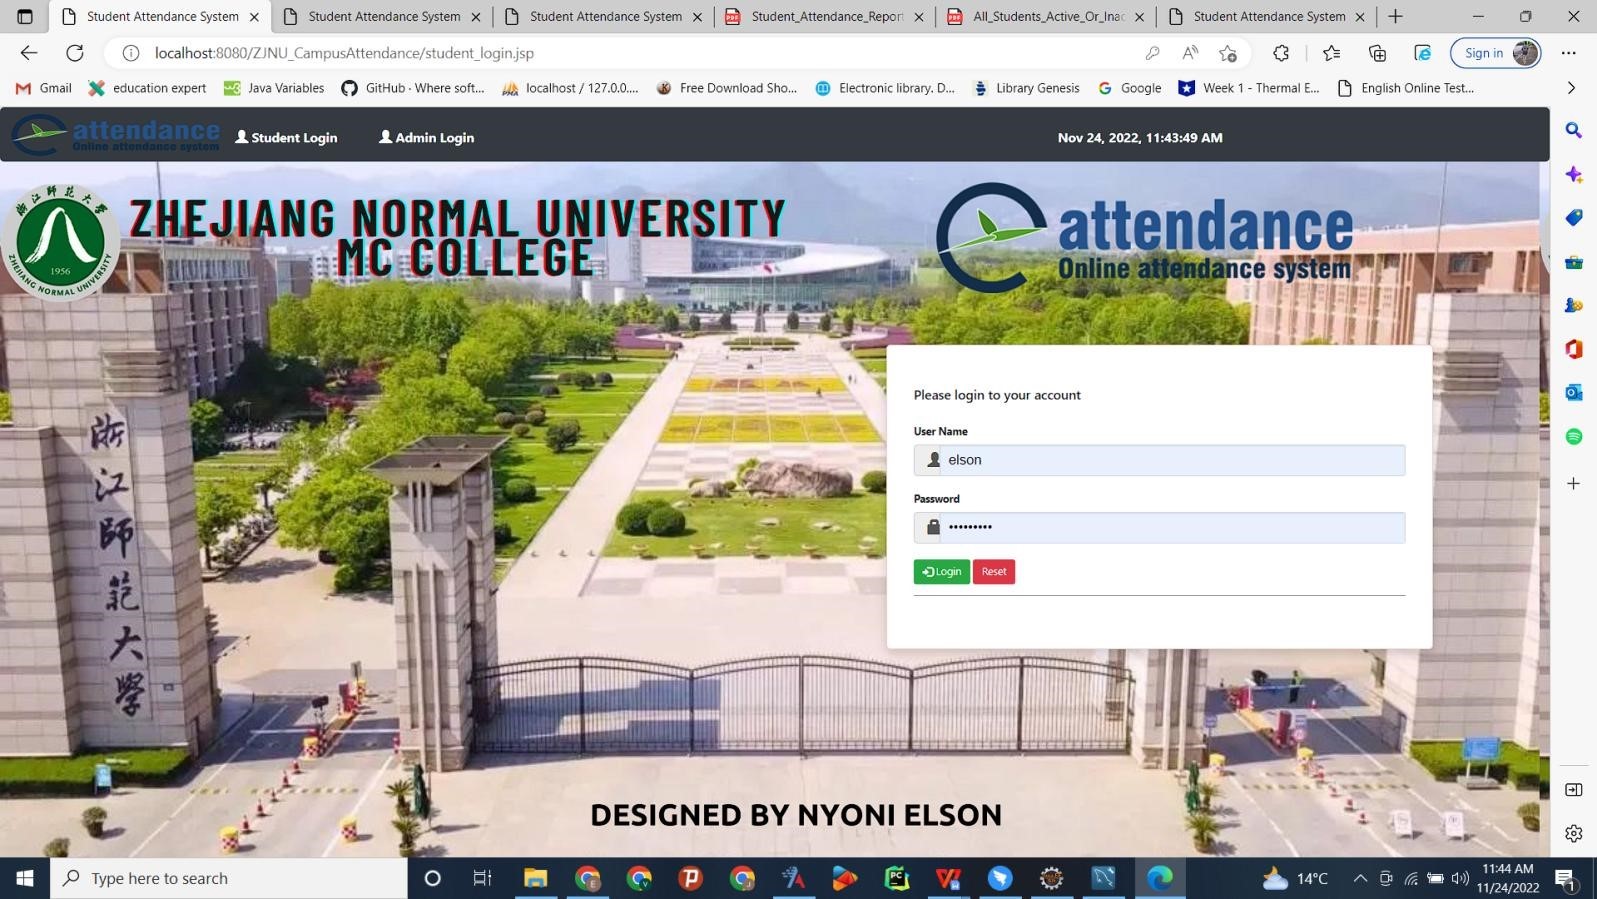 Student Attendance System
Student Attendance System
Student Attendance System
Student_Attendance_Report
All_Students_Active_Or_Inac
Student Attendance System
localhost:8080/ZJNU_CampusAttendance/student_login.jsp
Sign in
Gmail
education expert
Java Variables
GitHub · Where soft...
localhost / 127.0.0....
Free Download Sho...
Electronic library. D...
Library Genesis
Google
Week 1 - Thermal E...
English Online Test...
attendance
Online attendance system
Student Login
Admin Login
Nov 24, 2022, 11:43:49 AM
浙江师范大学
1956
ZHEJIANG NORMAL UNIVERSITY
ZHEJIANG NORMAL UNIVERSITY
MC COLLEGE
attendance
Online attendance system
Please login to your account
User Name
elson
Password
•••••••••
Login
Reset
浙江師範大学
DESIGNED BY NYONI ELSON
Type here to search
14°C
11:44 AM
11/24/2022
1